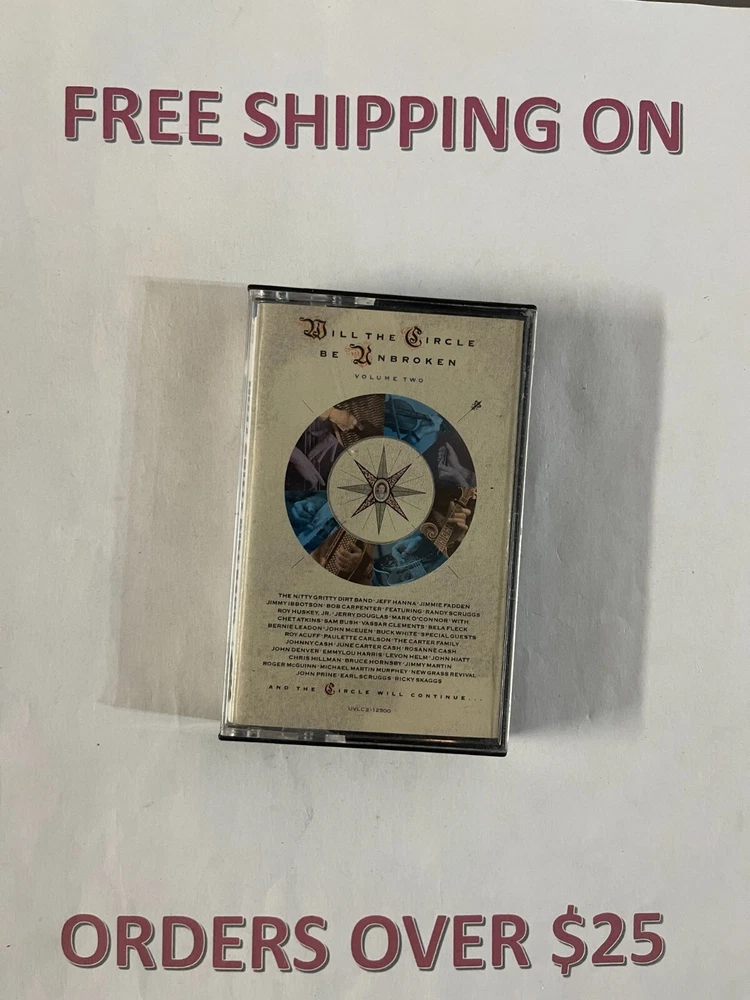 FREE SHIPPING ON
WILL THE CIRCLE
BE UNBROKEN
VOLUME TWO
THE NITTY GRITTY DIRT BAND · JEFF HANNA · JIMMIE FADDEN
JIMMY IBBOTSON · BOB CARPENTER · FEATURING · RANDY SCRUGGS
ROY HUSKEY, JR. · JERRY DOUGLAS · MARK O'CONNOR · WITH
CHET ATKINS · SAM BUSH · VASSAR CLEMENTS · BELA FLECK
BERNIE LEADON · JOHN McEUEN · BUCK WHITE · SPECIAL GUESTS
ROY ACUFF · PAULETTE CARLSON · THE CARTER FAMILY
JOHNNY CASH · JUNE CARTER CASH · ROSANNE CASH
JOHN DENVER · EMMYLOU HARRIS · LEVON HELM · JOHN HIATT
CHRIS HILLMAN · BRUCE HORNSBY · JIMMY MARTIN
ROGER McGUINN · MICHAEL MARTIN MURPHEY · NEW GRASS REVIVAL
JOHN PRINE · EARL SCRUGGS · RICKY SKAGGS
AND THE CIRCLE WILL CONTINUE...
UVLC2-12500
ORDERS OVER $25